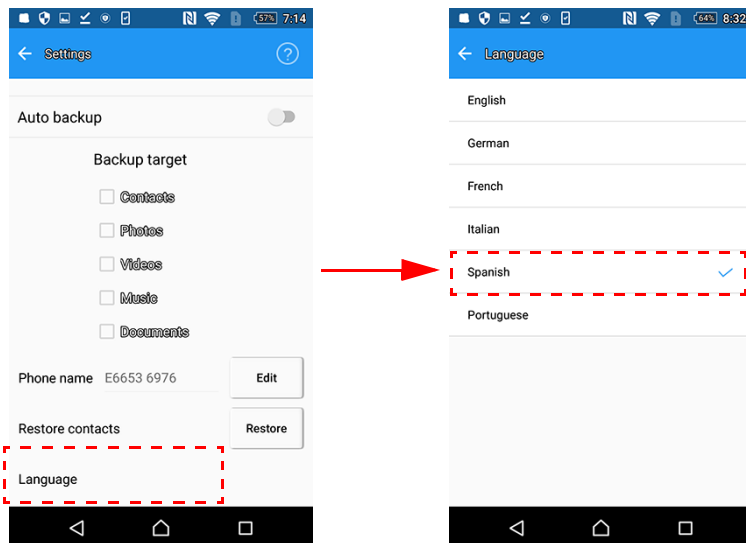 57% 7:14
Settings
?
Auto backup
Backup target
Contacts
Photos
Videos
Music
Documents
Phone name E6653 6976 Edit
Restore contacts Restore
Language
64% 8:32
Language
English
German
French
Italian
Spanish
Portuguese